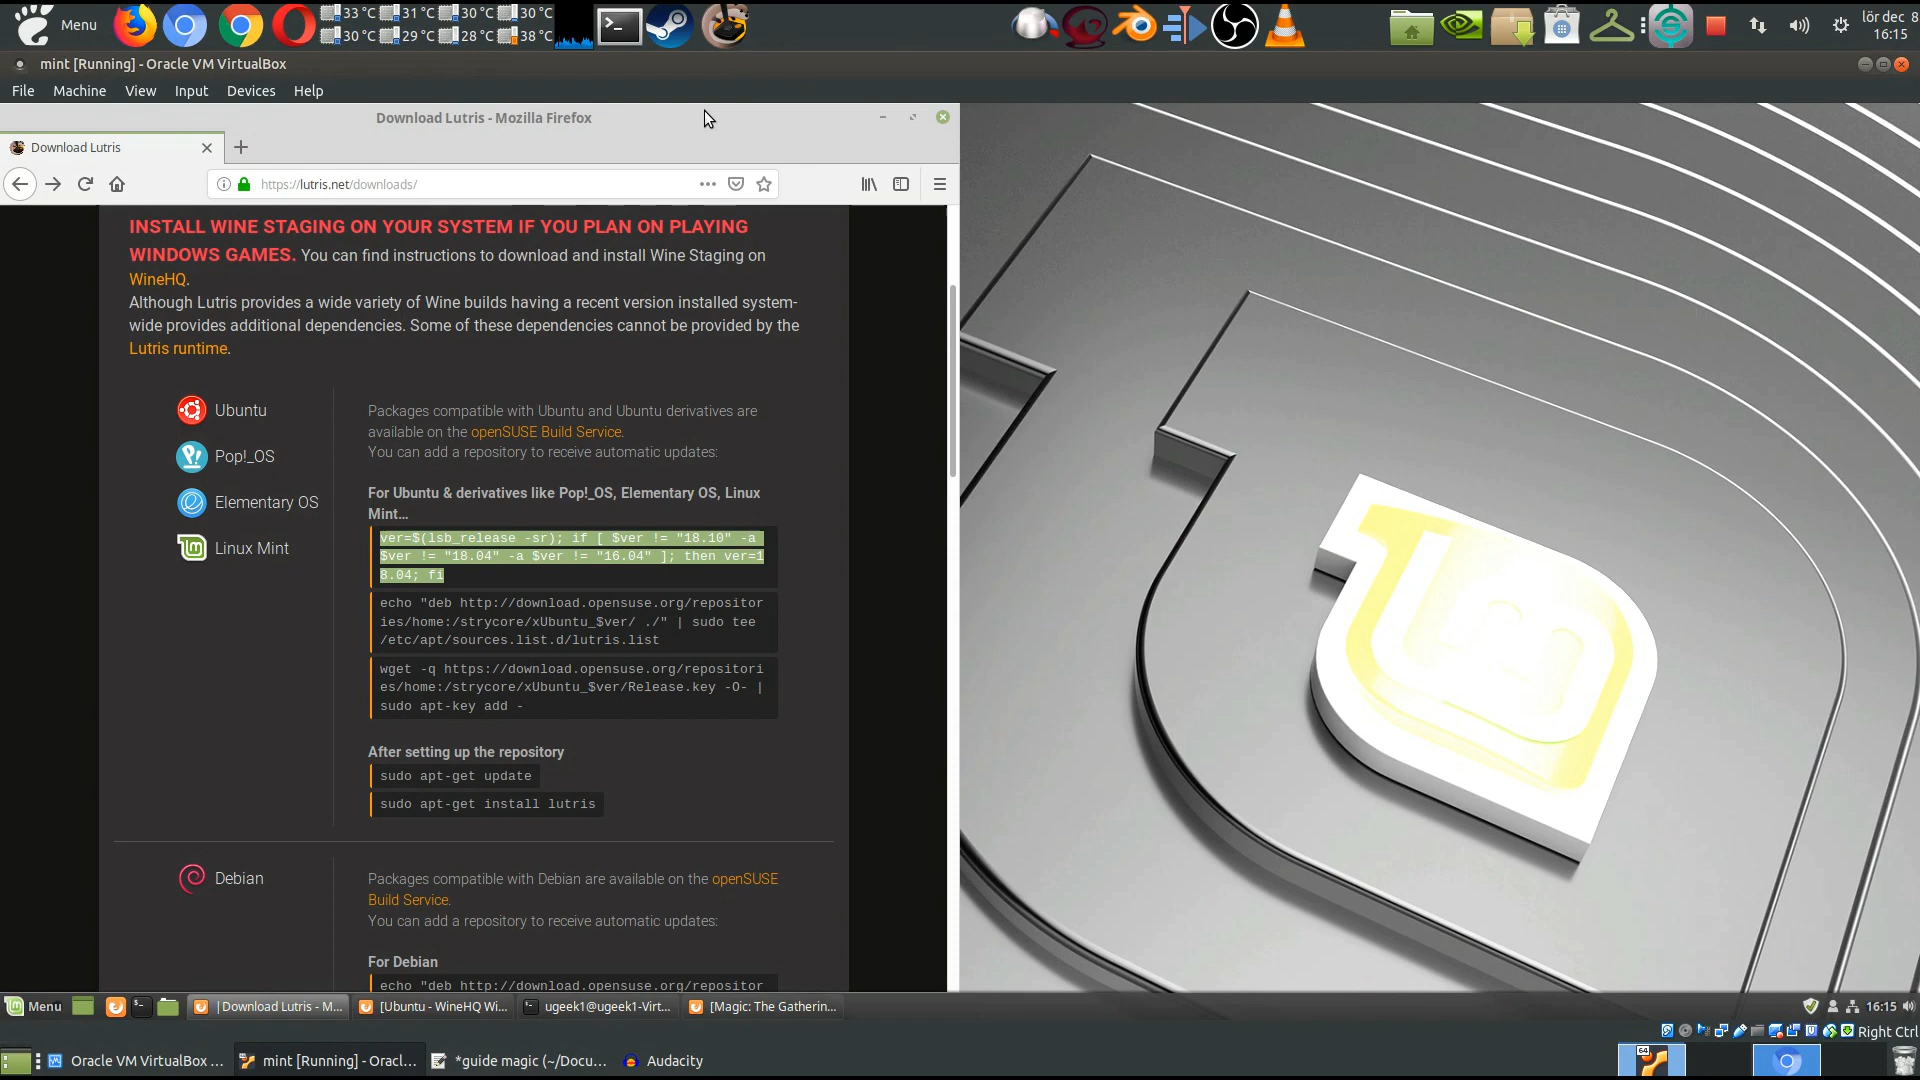 Menu
33 °C 31 °C 30 °C 30 °C
30 °C 29 °C 28 °C 38 °C
lör dec 8
16:15
mint [Running] - Oracle VM VirtualBox
File Machine View Input Devices Help
Download Lutris - Mozilla Firefox
Download Lutris
https://lutris.net/downloads/
INSTALL WINE STAGING ON YOUR SYSTEM IF YOU PLAN ON PLAYING
WINDOWS GAMES. You can find instructions to download and install Wine Staging on
WineHQ.
Although Lutris provides a wide variety of Wine builds having a recent version installed system-
wide provides additional dependencies. Some of these dependencies cannot be provided by the
Lutris runtime.
Ubuntu
Pop!_OS
Elementary OS
Linux Mint
Packages compatible with Ubuntu and Ubuntu derivatives are
available on the openSUSE Build Service.
You can add a repository to receive automatic updates:
For Ubuntu & derivatives like Pop!_OS, Elementary OS, Linux
Mint…
ver=$(lsb_release -sr); if [ $ver != "18.10" -a
$ver != "18.04" -a $ver != "16.04" ]; then ver=1
8.04; fi
echo "deb http://download.opensuse.org/repositor
ies/home:/strycore/xUbuntu_$ver/ ./" | sudo tee
/etc/apt/sources.list.d/lutris.list
wget -q https://download.opensuse.org/repositori
es/home:/strycore/xUbuntu_$ver/Release.key -O- |
sudo apt-key add -
After setting up the repository
sudo apt-get update
sudo apt-get install lutris
Debian
Packages compatible with Debian are available on the openSUSE
Build Service.
You can add a repository to receive automatic updates:
For Debian
echo "deb http://download.opensuse.org/repositor
Menu
[Download Lutris - M...
[Ubuntu - WineHQ Wi...
ugeek1@ugeek1-Virt...
[Magic: The Gatherin...
16:15
Right Ctrl
Oracle VM VirtualBox ...
mint [Running] - Oracl...
*guide magic (~/Docu...
Audacity
64